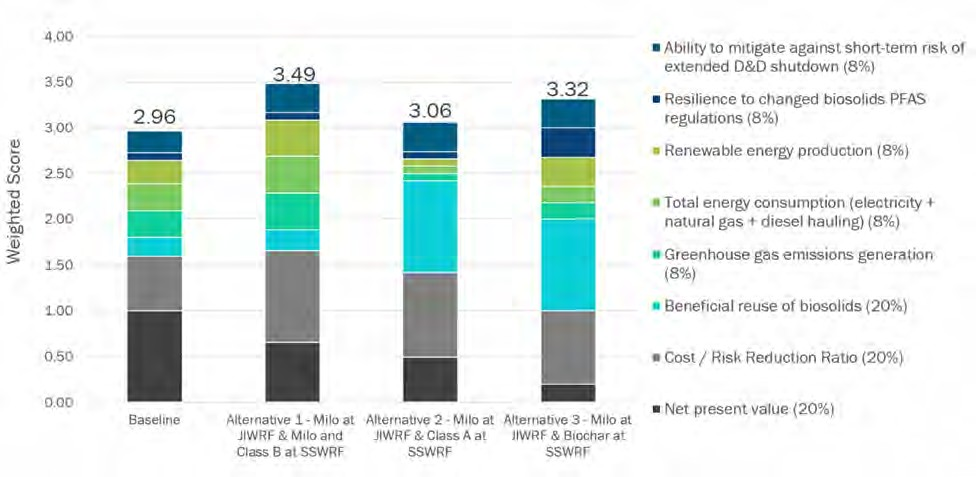 4.00
3.50
3.00
2.50
2.00
1.50
1.00
0.50
0.00
Weighted Score
2.96
3.49
3.06
3.32
Baseline
Alternative 1 - Milo at
JIWRF & Milo and
Class B at SSWRF
Alternative 2 - Milo at
JIWRF & Class A at
SSWRF
Alternative 3 - Milo at
JIWRF & Biochar at
SSWRF
Ability to mitigate against short-term risk of
extended D&D shutdown (8%)
Resilience to changed biosolids PFAS
regulations (8%)
Renewable energy production (8%)
Total energy consumption (electricity +
natural gas + diesel hauling) (8%)
Greenhouse gas emissions generation
(8%)
Beneficial reuse of biosolids (20%)
Cost / Risk Reduction Ratio (20%)
Net present value (20%)